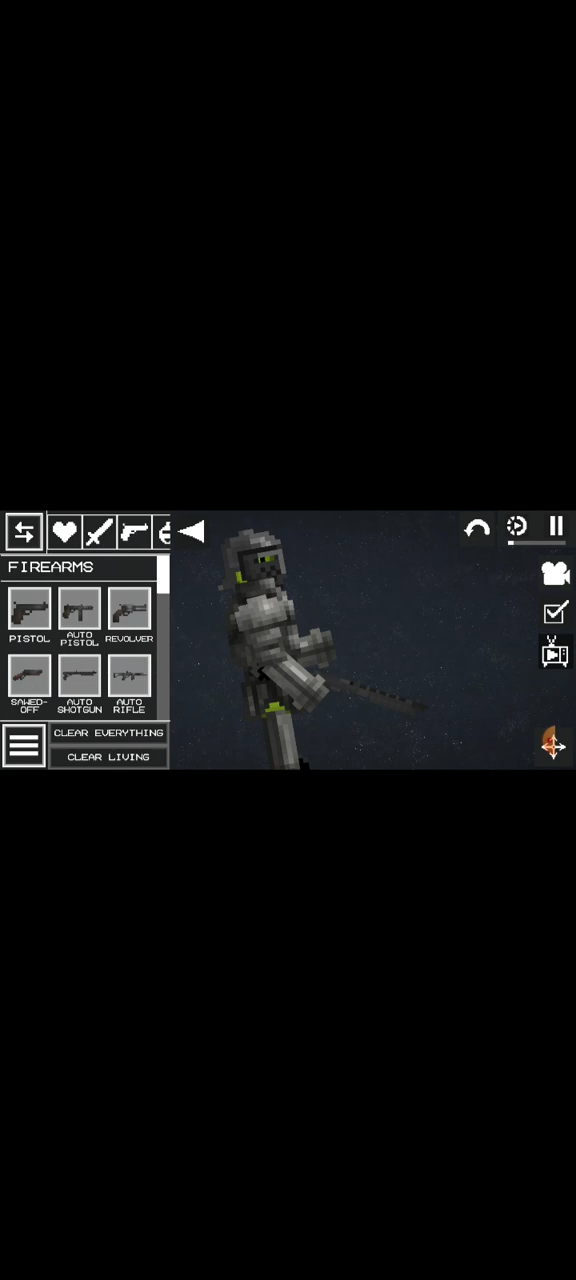 FIREARMS
PISTOL
AUTO
PISTOL
REVOLVER
SAWED-
OFF
AUTO
SHOTGUN
AUTO
RIFLE
CLEAR EVERYTHING
CLEAR LIVING